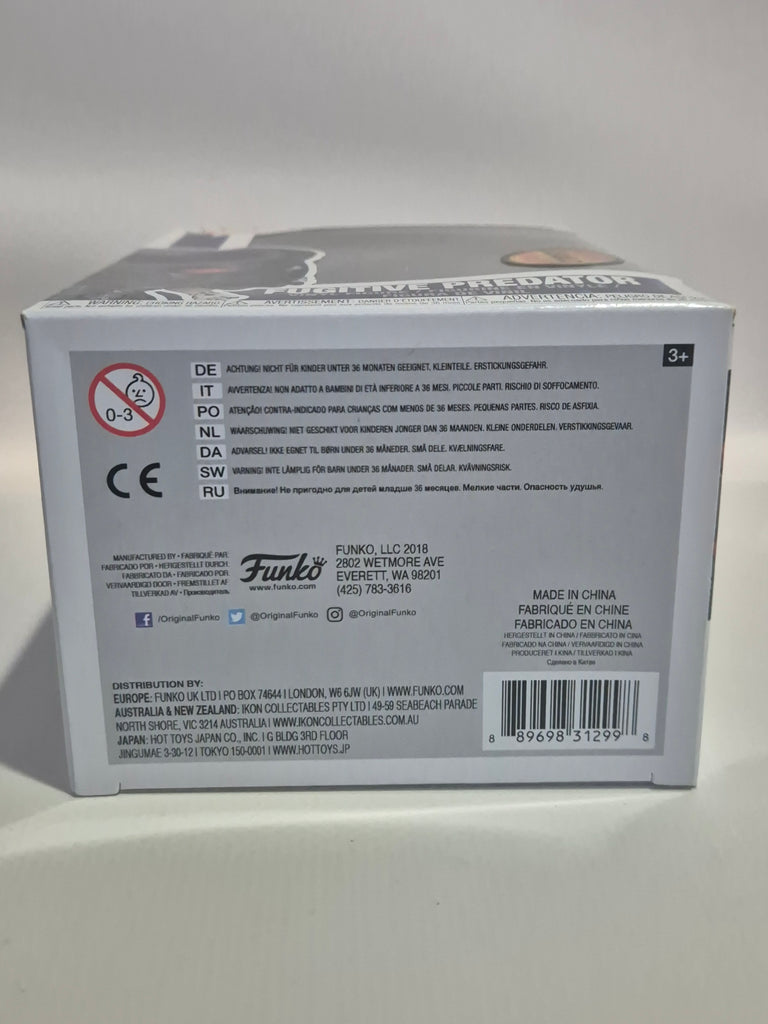 FUGITIVE PREDATOR
WARNING: CHOKING HAZARD
AVERTISSEMENT: DANGER D'ÉTOUFFEMENT
ADVERTENCIA: PELIGRO DE
3+
0-3
DE ACHTUNG! NICHT FÜR KINDER UNTER 36 MONATEN GEEIGNET. KLEINTEILE. ERSTICKUNGSGEFAHR.
IT AVVERTENZA! NON ADATTO A BAMBINI DI ETÀ INFERIORE A 36 MESI. PICCOLE PARTI. RISCHIO DI SOFFOCAMENTO.
PO ATENÇÃO! CONTRA-INDICADO PARA CRIANÇAS COM MENOS DE 36 MESES. PEQUENAS PARTES. RISCO DE ASFIXIA.
NL WAARSCHUWING! NIET GESCHIKT VOOR KINDEREN JONGER DAN 36 MAANDEN. KLEINE ONDERDELEN. VERSTIKKINGSGEVAAR.
DA ADVARSEL! IKKE EGNET TIL BØRN UNDER 36 MÅNEDER. SMÅ DELE. KVÆLNINGSFARE.
SW VARNING! INTE LÄMPLIG FÖR BARN UNDER 36 MÅNADER. SMÅ DELAR. KVÄVNINGSRISK.
RU Внимание! Не пригодно для детей младше 36 месяцев. Мелкие части. Опасность удушья.
CE
MANUFACTURED BY • FABRIQUÉ PAR:
FABRICADO POR • HERGESTELLT DURCH:
FABBRICATO DA • FABRICADO POR:
VERVAARDIGD DOOR • FREMSTILLET AF
TILLVERKAD AV • Производитель:
Funko
www.funko.com
FUNKO, LLC 2018
2802 WETMORE AVE
EVERETT, WA 98201
(425) 783-3616
/OriginalFunko @OriginalFunko @OriginalFunko
MADE IN CHINA
FABRIQUÉ EN CHINE
FABRICADO EN CHINA
HERGESTELLT IN CHINA / FABBRICATO IN CINA
FABRICADO NA CHINA / VERVAARDIGD IN CHINA
PRODUCERET I KINA / TILLVERKAD I KINA
Сделано в Китае
DISTRIBUTION BY:
EUROPE: FUNKO UK LTD I PO BOX 74644 I LONDON, W6 6JW (UK) I WWW.FUNKO.COM
AUSTRALIA & NEW ZEALAND: IKON COLLECTABLES PTY LTD I 49-59 SEABEACH PARADE
NORTH SHORE, VIC 3214 AUSTRALIA I WWW.IKONCOLLECTABLES.COM.AU
JAPAN: HOT TOYS JAPAN CO., INC. I G BLDG 3RD FLOOR
JINGUMAE 3-30-12 I TOKYO 150-0001 I WWW.HOTTOYS.JP
8 89698 31299 8